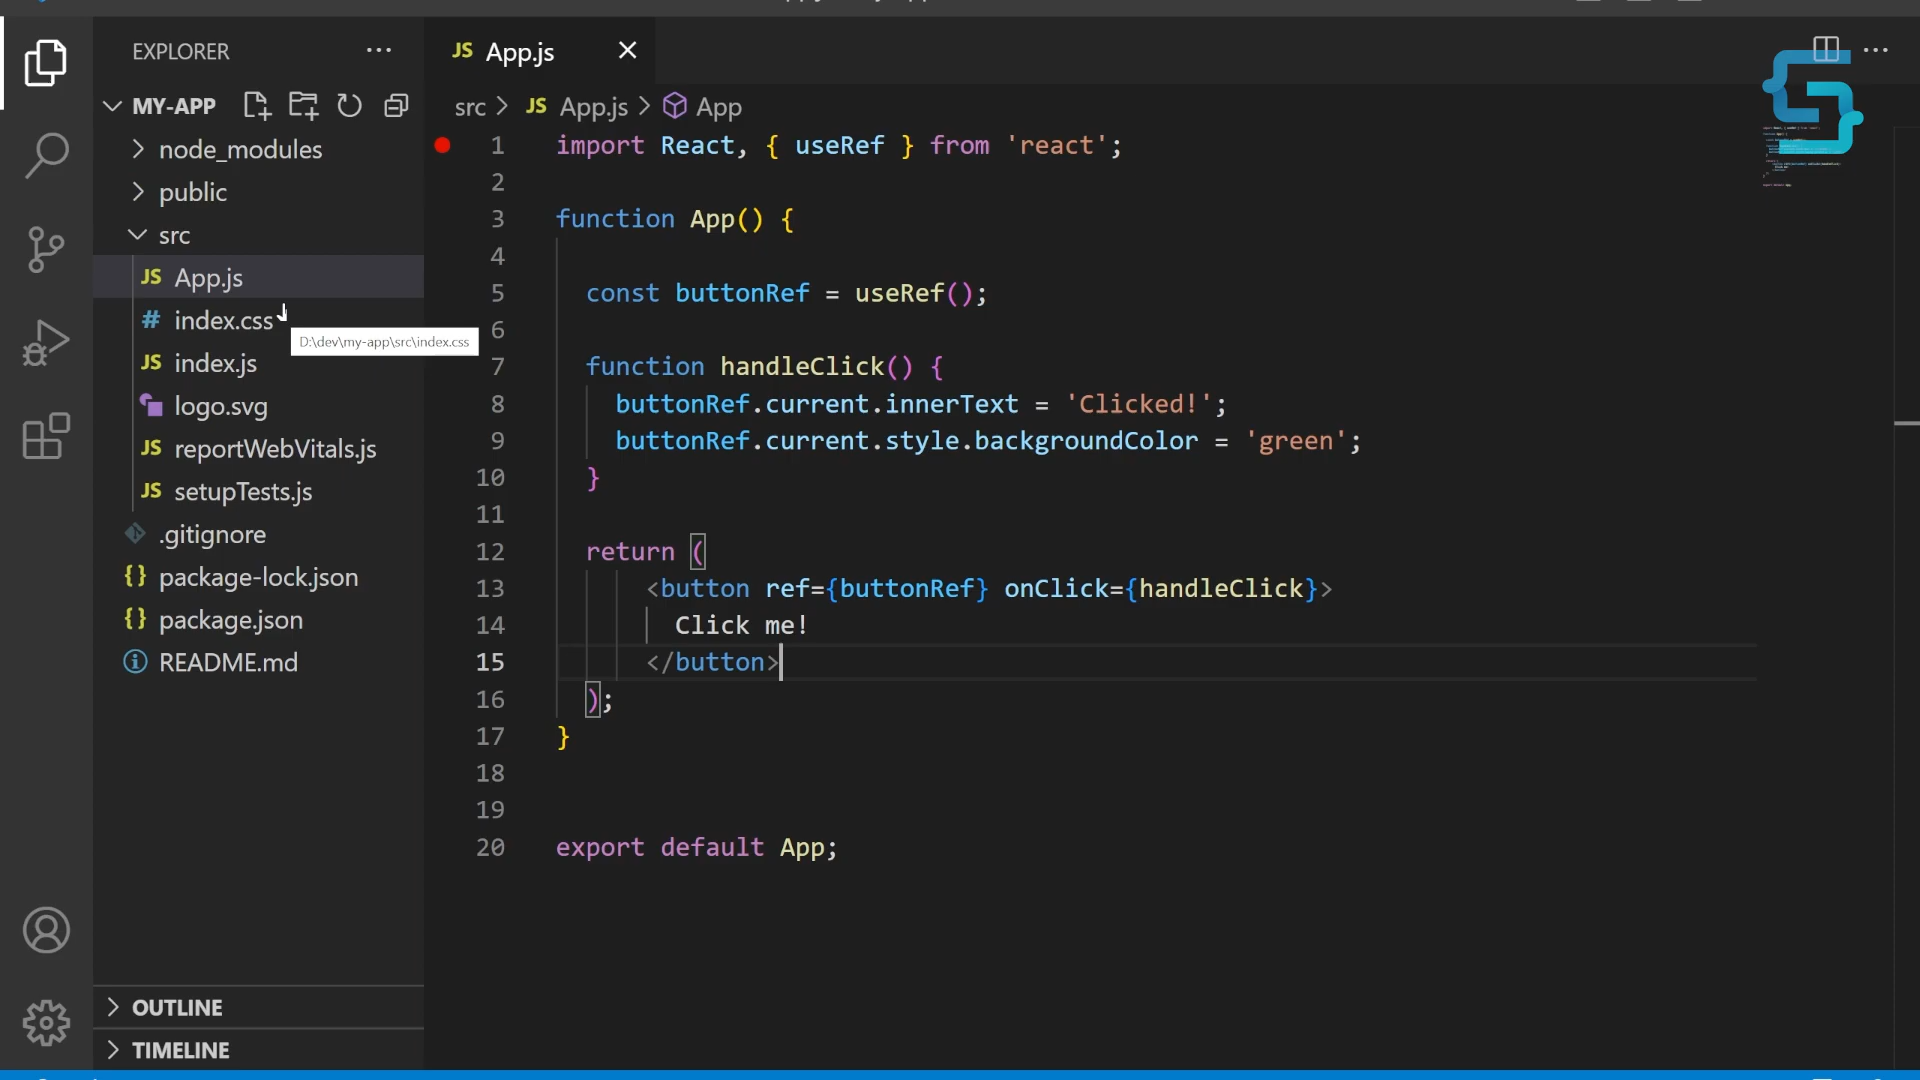 EXPLORER
MY-APP
node_modules
public
src
JS App.js
# index.css
D:\dev\my-app\src\index.css
JS index.js
logo.svg
JS reportWebVitals.js
JS setupTests.js
.gitignore
{} package-lock.json
{} package.json
README.md
OUTLINE
TIMELINE
JS App.js
src > JS App.js > App
1 import React, { useRef } from 'react';
2
3 function App() {
4
5 const buttonRef = useRef();
6
7 function handleClick() {
8 buttonRef.current.innerText = 'Clicked!';
9 buttonRef.current.style.backgroundColor = 'green';
10 }
11
12 return (
13 <button ref={buttonRef} onClick={handleClick}>
14 Click me!
15 </button>
16 );
17 }
18
19
20 export default App;